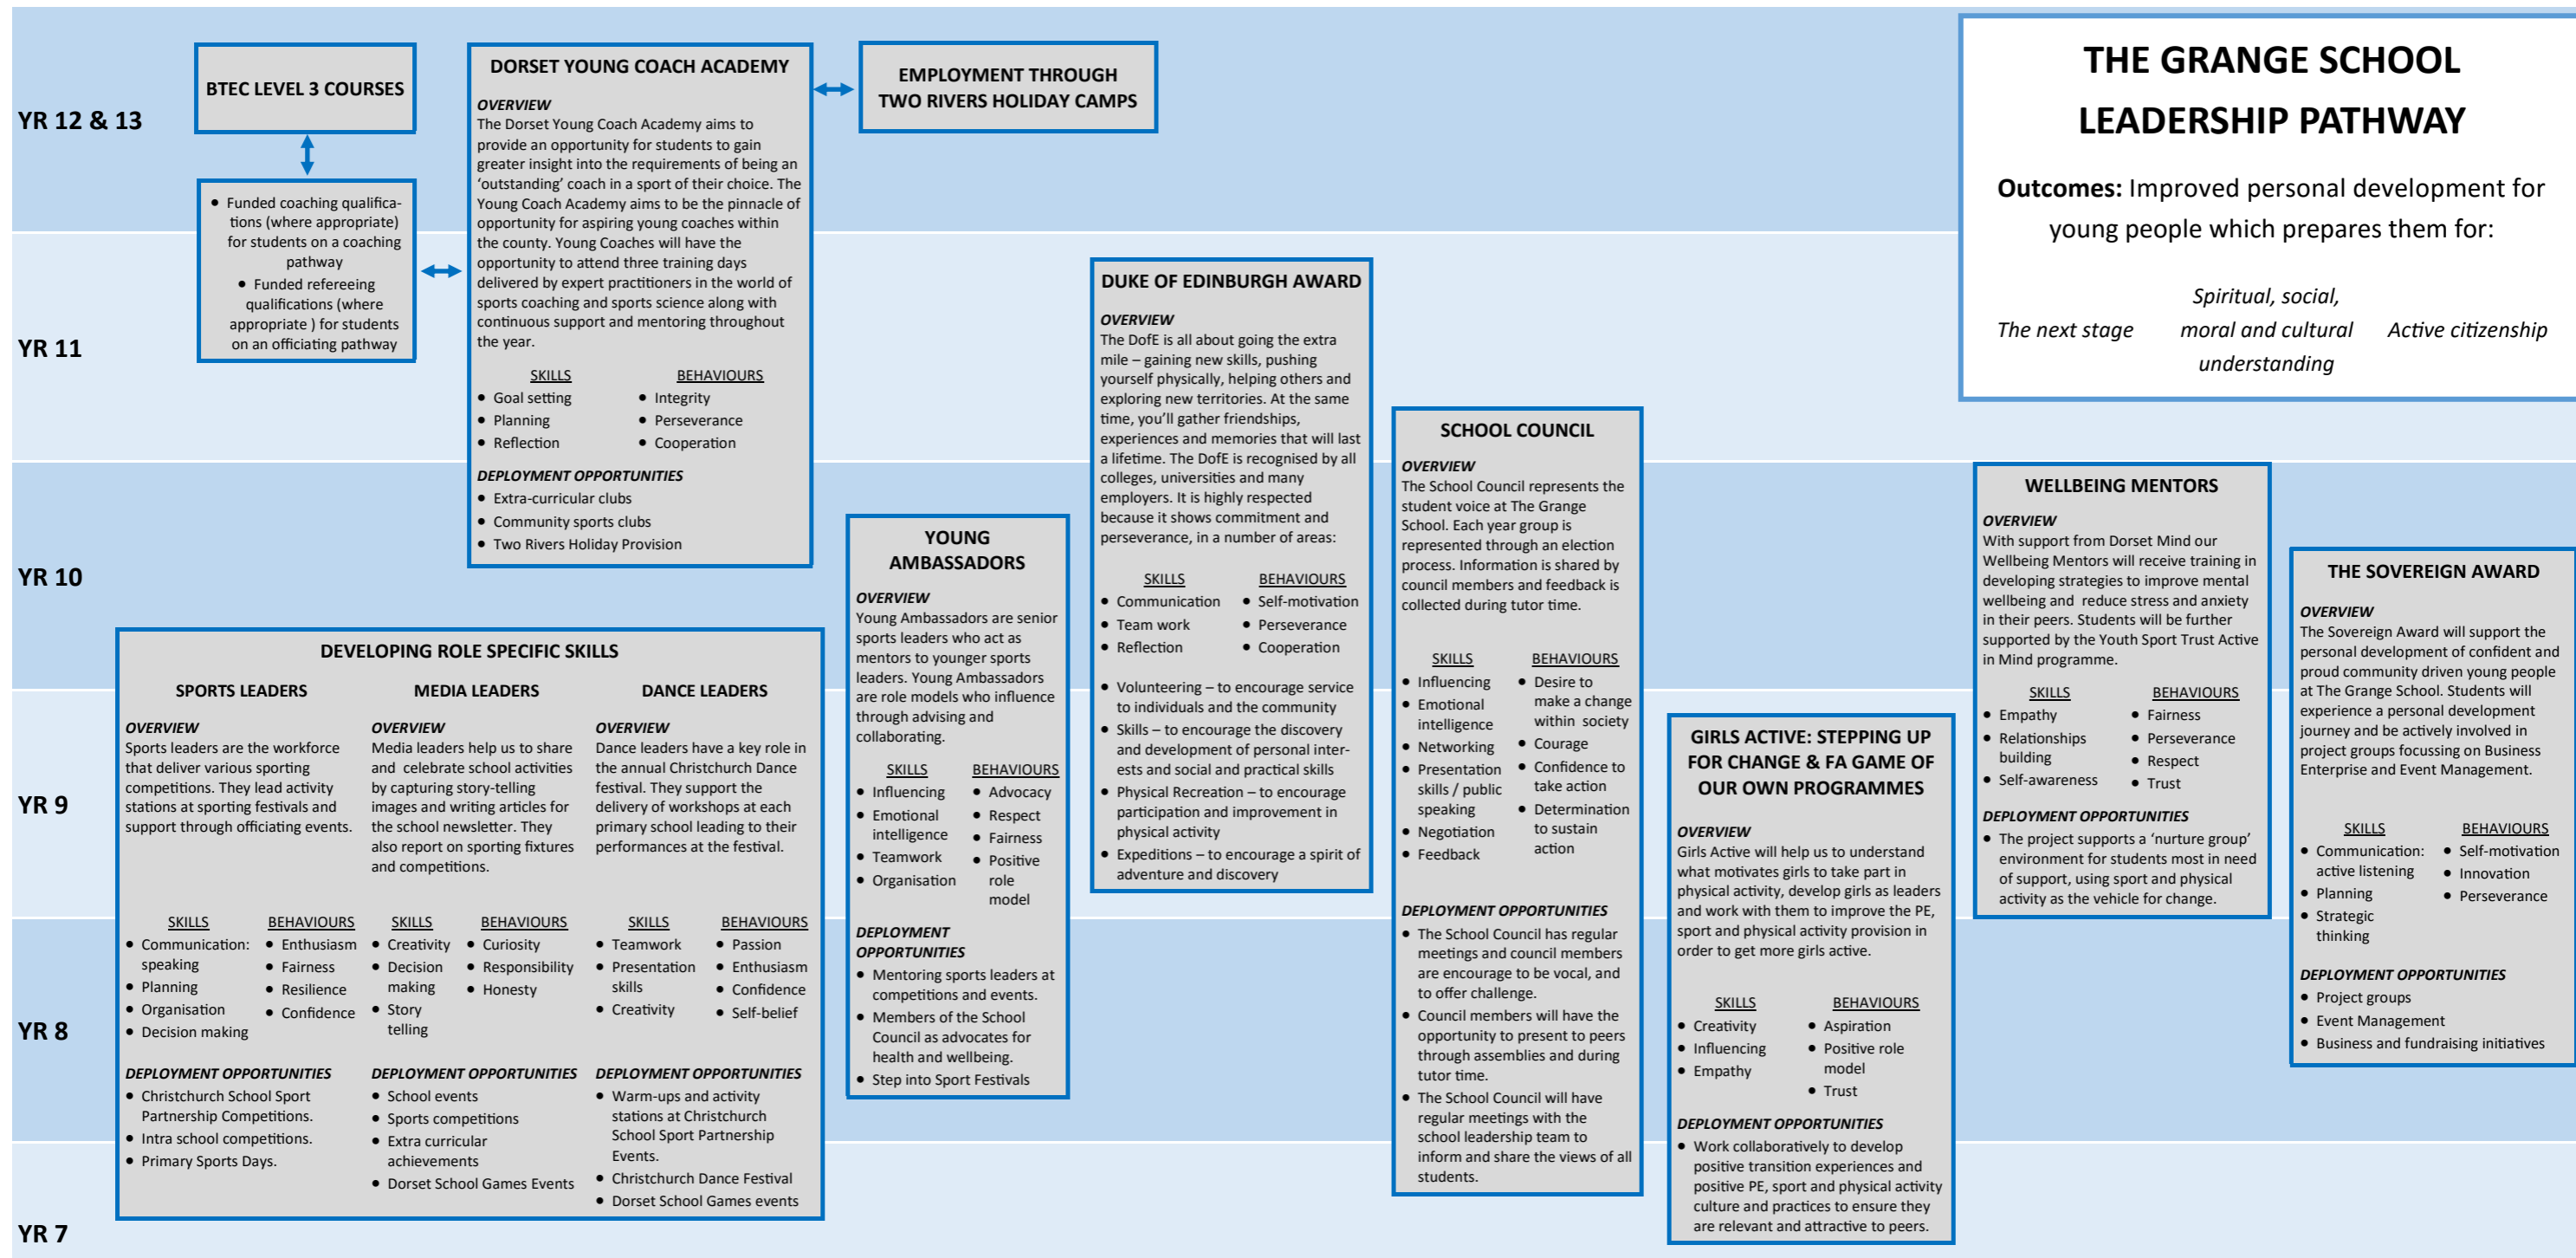 THE GRANGE SCHOOL
LEADERSHIP PATHWAY
Outcomes: Improved personal development for
young people which prepares them for:
The next stage
Spiritual, social,
moral and cultural
understanding
Active citizenship
YR 12 & 13
YR 11
YR 10
YR 9
YR 8
YR 7
BTEC LEVEL 3 COURSES
• Funded coaching qualifica-
tions (where appropriate)
for students on a coaching
pathway
• Funded refereeing
qualifications (where
appropriate ) for students
on an officiating pathway
DORSET YOUNG COACH ACADEMY
OVERVIEW
The Dorset Young Coach Academy aims to
provide an opportunity for students to gain
greater insight into the requirements of being an
‘outstanding’ coach in a sport of their choice. The
Young Coach Academy aims to be the pinnacle of
opportunity for aspiring young coaches within
the county. Young Coaches will have the
opportunity to attend three training days
delivered by expert practitioners in the world of
sports coaching and sports science along with
continuous support and mentoring throughout
the year.
SKILLS
• Goal setting
• Planning
• Reflection
BEHAVIOURS
• Integrity
• Perseverance
• Cooperation
DEPLOYMENT OPPORTUNITIES
• Extra-curricular clubs
• Community sports clubs
• Two Rivers Holiday Provision
EMPLOYMENT THROUGH
TWO RIVERS HOLIDAY CAMPS
DEVELOPING ROLE SPECIFIC SKILLS
SPORTS LEADERS
OVERVIEW
Sports leaders are the workforce
that deliver various sporting
competitions. They lead activity
stations at sporting festivals and
support through officiating events.
SKILLS
• Communication:
speaking
• Planning
• Organisation
• Decision making
BEHAVIOURS
• Enthusiasm
• Fairness
• Resilience
• Confidence
DEPLOYMENT OPPORTUNITIES
• Christchurch School Sport
Partnership Competitions.
• Intra school competitions.
• Primary Sports Days.
MEDIA LEADERS
OVERVIEW
Media leaders help us to share
and celebrate school activities
by capturing story-telling
images and writing articles for
the school newsletter. They
also report on sporting fixtures
and competitions.
SKILLS
• Creativity
• Decision
making
• Story
telling
BEHAVIOURS
• Curiosity
• Responsibility
• Honesty
DEPLOYMENT OPPORTUNITIES
• School events
• Sports competitions
• Extra curricular
achievements
• Dorset School Games Events
DANCE LEADERS
OVERVIEW
Dance leaders have a key role in
the annual Christchurch Dance
festival. They support the
delivery of workshops at each
primary school leading to their
performances at the festival.
SKILLS
• Teamwork
• Presentation
skills
• Creativity
BEHAVIOURS
• Passion
• Enthusiasm
• Confidence
• Self-belief
DEPLOYMENT OPPORTUNITIES
• Warm-ups and activity
stations at Christchurch
School Sport Partnership
Events.
• Christchurch Dance Festival
• Dorset School Games events
YOUNG
AMBASSADORS
OVERVIEW
Young Ambassadors are senior
sports leaders who act as
mentors to younger sports
leaders. Young Ambassadors
are role models who influence
through advising and
collaborating.
SKILLS
• Influencing
• Emotional
intelligence
• Teamwork
• Organisation
BEHAVIOURS
• Advocacy
• Respect
• Fairness
• Positive
role
model
DEPLOYMENT
OPPORTUNITIES
• Mentoring sports leaders at
competitions and events.
• Members of the School
Council as advocates for
health and wellbeing.
• Step into Sport Festivals
DUKE OF EDINBURGH AWARD
OVERVIEW
The DofE is all about going the extra
mile – gaining new skills, pushing
yourself physically, helping others and
exploring new territories. At the same
time, you’ll gather friendships,
experiences and memories that will last
a lifetime. The DofE is recognised by all
colleges, universities and many
employers. It is highly respected
because it shows commitment and
perseverance, in a number of areas:
SKILLS
• Communication
• Team work
• Reflection
BEHAVIOURS
• Self-motivation
• Perseverance
• Cooperation
• Volunteering – to encourage service
to individuals and the community
• Skills – to encourage the discovery
and development of personal inter-
ests and social and practical skills
• Physical Recreation – to encourage
participation and improvement in
physical activity
• Expeditions – to encourage a spirit of
adventure and discovery
SCHOOL COUNCIL
OVERVIEW
The School Council represents the
student voice at The Grange
School. Each year group is
represented through an election
process. Information is shared by
council members and feedback is
collected during tutor time.
SKILLS
• Influencing
• Emotional
intelligence
• Networking
• Presentation
skills / public
speaking
• Negotiation
• Feedback
BEHAVIOURS
• Desire to
make a change
within society
• Courage
• Confidence to
take action
• Determination
to sustain
action
DEPLOYMENT OPPORTUNITIES
• The School Council has regular
meetings and council members
are encourage to be vocal, and
to offer challenge.
• Council members will have the
opportunity to present to peers
through assemblies and during
tutor time.
• The School Council will have
regular meetings with the
school leadership team to
inform and share the views of all
students.
GIRLS ACTIVE: STEPPING UP
FOR CHANGE & FA GAME OF
OUR OWN PROGRAMMES
OVERVIEW
Girls Active will help us to understand
what motivates girls to take part in
physical activity, develop girls as leaders
and work with them to improve the PE,
sport and physical activity provision in
order to get more girls active.
SKILLS
• Creativity
• Influencing
• Empathy
BEHAVIOURS
• Aspiration
• Positive role
model
• Trust
DEPLOYMENT OPPORTUNITIES
• Work collaboratively to develop
positive transition experiences and
positive PE, sport and physical activity
culture and practices to ensure they
are relevant and attractive to peers.
WELLBEING MENTORS
OVERVIEW
With support from Dorset Mind our
Wellbeing Mentors will receive training in
developing strategies to improve mental
wellbeing and reduce stress and anxiety
in their peers. Students will be further
supported by the Youth Sport Trust Active
in Mind programme.
SKILLS
• Empathy
• Relationships
building
• Self-awareness
BEHAVIOURS
• Fairness
• Perseverance
• Respect
• Trust
DEPLOYMENT OPPORTUNITIES
• The project supports a ‘nurture group’
environment for students most in need
of support, using sport and physical
activity as the vehicle for change.
THE SOVEREIGN AWARD
OVERVIEW
The Sovereign Award will support the
personal development of confident and
proud community driven young people
at The Grange School. Students will
experience a personal development
journey and be actively involved in
project groups focussing on Business
Enterprise and Event Management.
SKILLS
• Communication:
active listening
• Planning
• Strategic
thinking
BEHAVIOURS
• Self-motivation
• Innovation
• Perseverance
DEPLOYMENT OPPORTUNITIES
• Project groups
• Event Management
• Business and fundraising initiatives